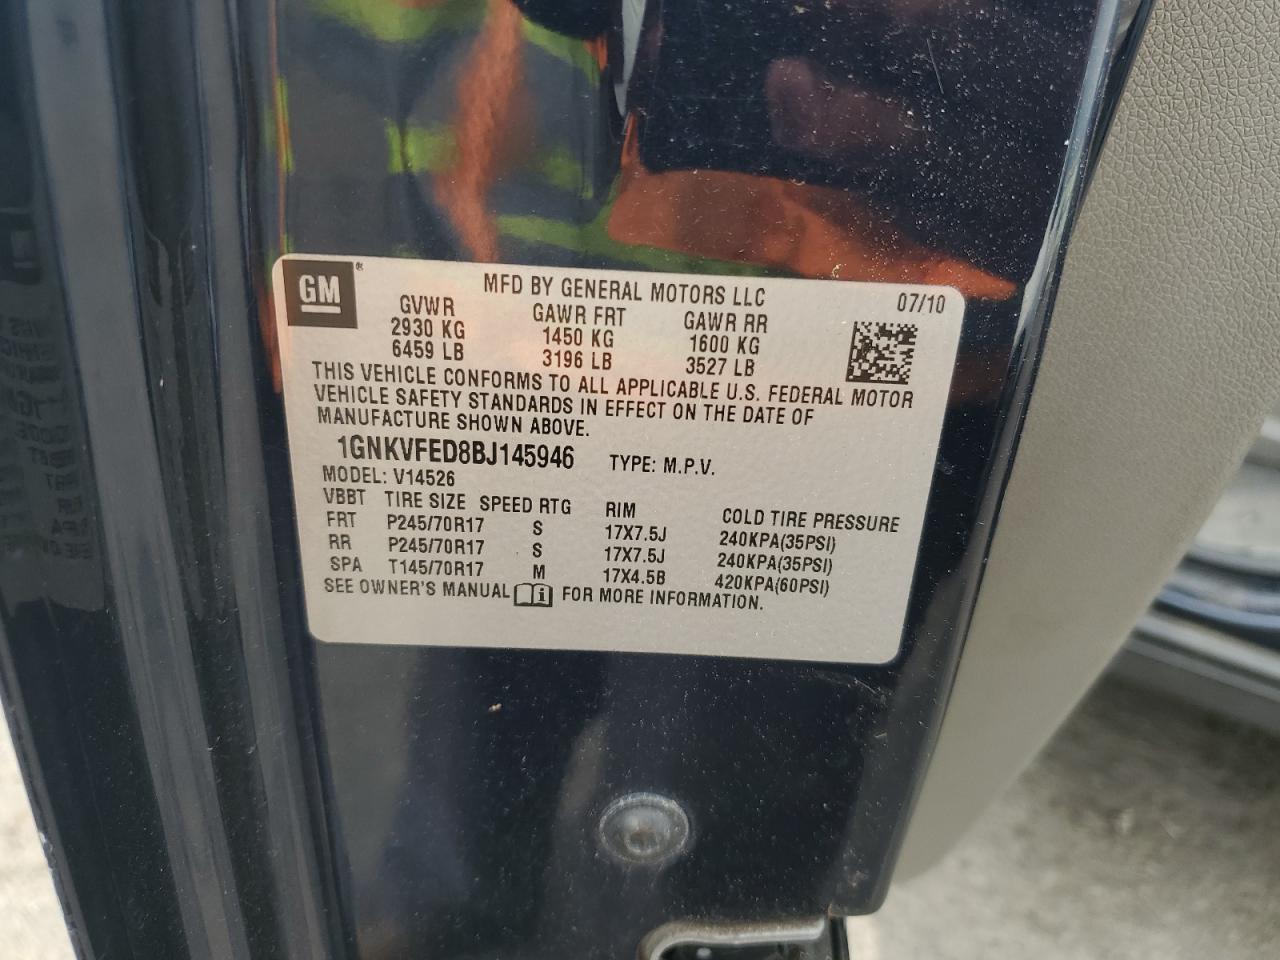 GM®
MFD BY GENERAL MOTORS LLC
07/10
GVWR GAWR FRT GAWR RR
2930 KG 1450 KG 1600 KG
6459 LB 3196 LB 3527 LB
THIS VEHICLE CONFORMS TO ALL APPLICABLE U.S. FEDERAL MOTOR
VEHICLE SAFETY STANDARDS IN EFFECT ON THE DATE OF
MANUFACTURE SHOWN ABOVE.
1GNKVFED8BJ145946 TYPE: M.P.V.
MODEL: V14526
VBBT TIRE SIZE SPEED RTG RIM COLD TIRE PRESSURE
FRT P245/70R17 S 17X7.5J 240KPA(35PSI)
RR P245/70R17 S 17X7.5J 240KPA(35PSI)
SPA T145/70R17 M 17X4.5B 420KPA(60PSI)
SEE OWNER'S MANUAL i FOR MORE INFORMATION.